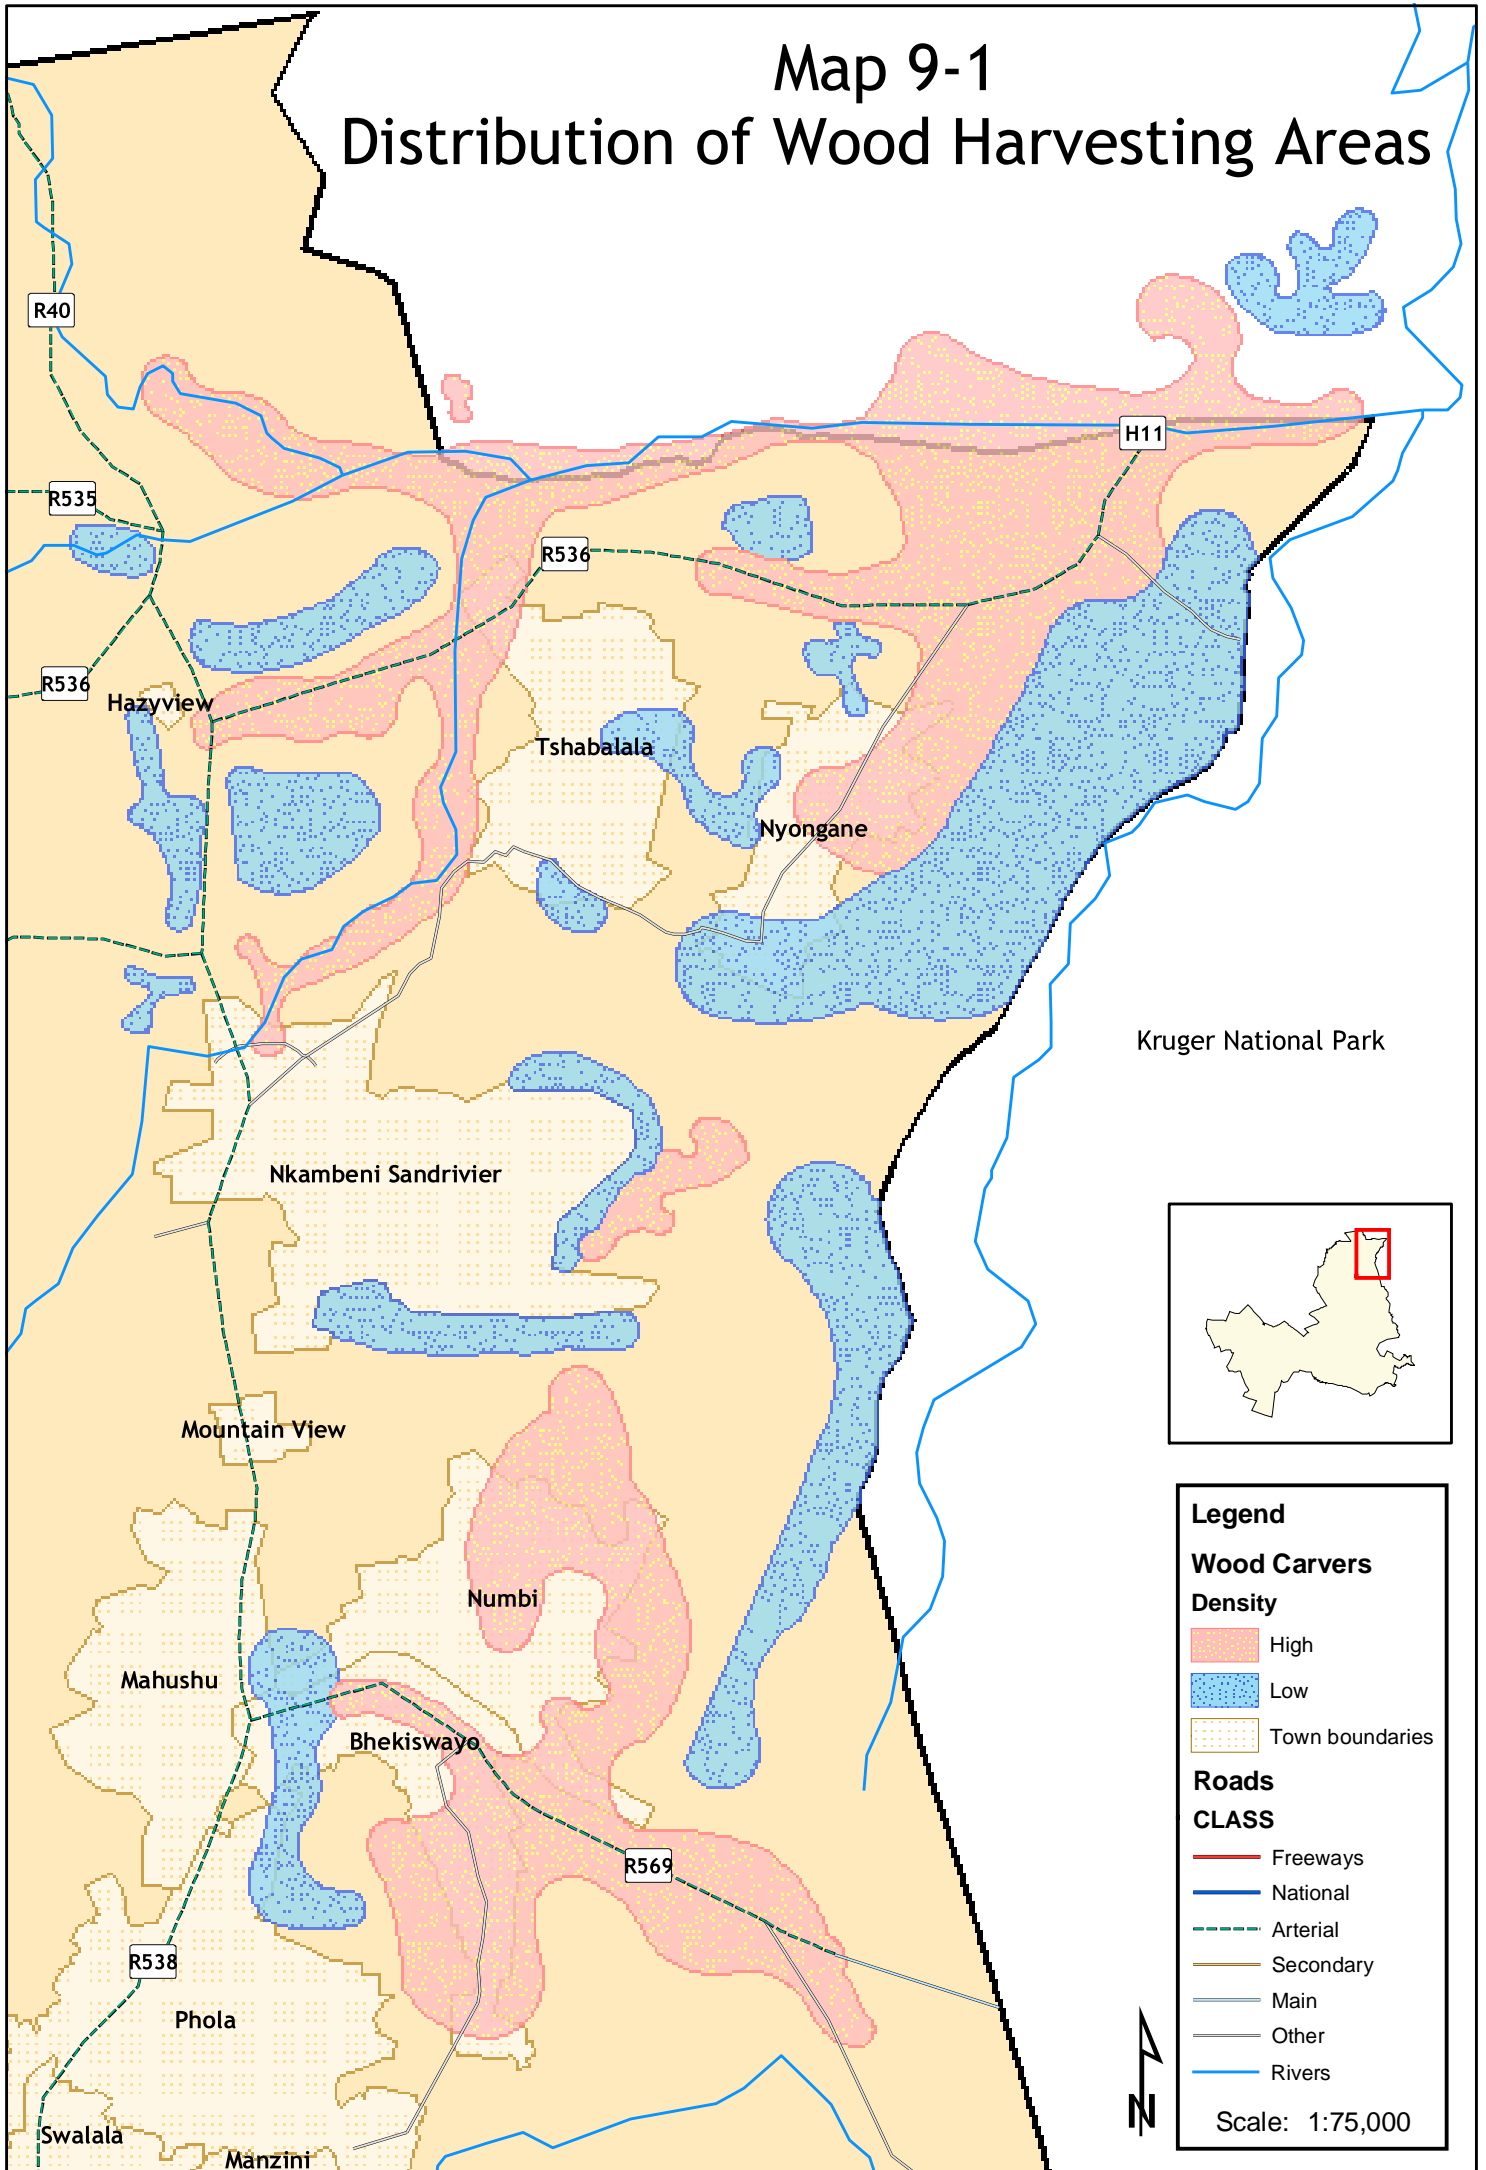 Map 9-1
Distribution of Wood Harvesting Areas
R40
H11
R535
R536
R536
Hazyview
Tshabalala
Nyongane
Kruger National Park
Nkambeni Sandrivier
Mountain View
Numbi
Mahushu
Bhekiswayo
R569
R538
Phola
Swalala
Manzini
Legend
Wood Carvers
Density
High
Low
Town boundaries
Roads
CLASS
Freeways
National
Arterial
Secondary
Main
Other
Rivers
Scale: 1:75,000
N